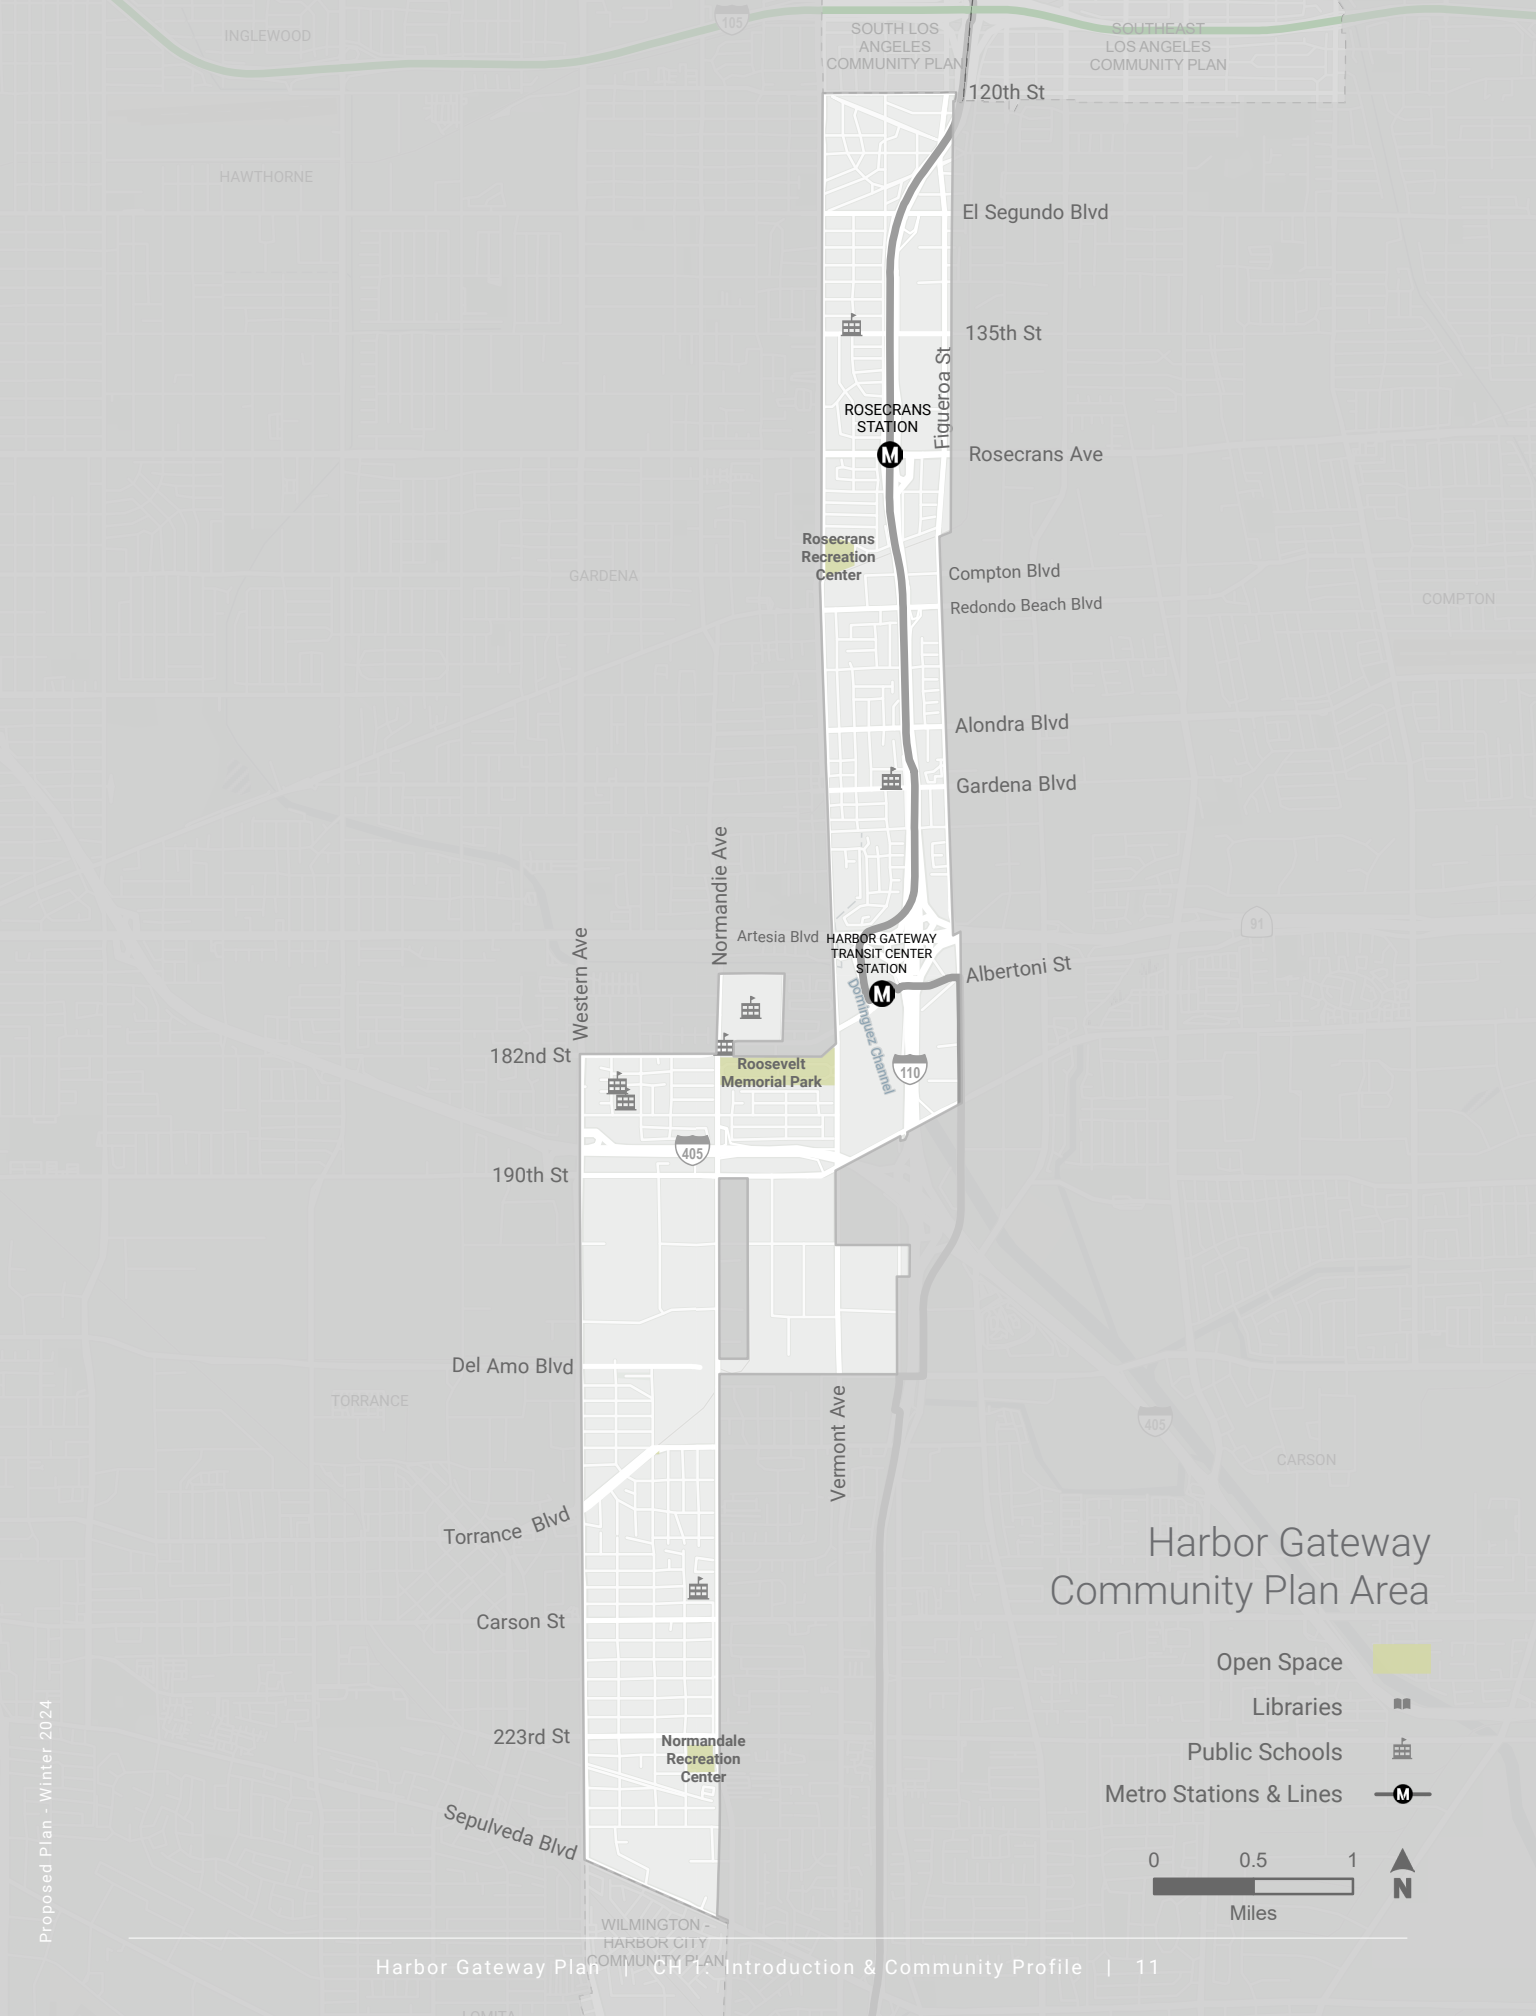 INGLEWOOD
105
SOUTH LOS
ANGELES
COMMUNITY PLAN
SOUTHEAST
LOS ANGELES
COMMUNITY PLAN
120th St
HAWTHORNE
El Segundo Blvd
135th St
Figueroa St
ROSECRANS
STATION
M
Rosecrans Ave
Rosecrans
Recreation
Center
GARDENA
Compton Blvd
Redondo Beach Blvd
COMPTON
Alondra Blvd
Gardena Blvd
Normandie Ave
Western Ave
Artesia Blvd
91
HARBOR GATEWAY
TRANSIT CENTER
STATION
M
Albertoni St
Dominguez Channel
182nd St
Roosevelt
Memorial Park
110
405
190th St
Del Amo Blvd
TORRANCE
Vermont Ave
405
CARSON
Torrance Blvd
Carson St
223rd St
Normandale
Recreation
Center
Sepulveda Blvd
WILMINGTON -
HARBOR CITY
COMMUNITY PLAN
LOMITA
Harbor Gateway
Community Plan Area
Open Space
Libraries
Public Schools
Metro Stations & Lines
M
0 0.5 1
Miles
N
Proposed Plan - Winter 2024
Harbor Gateway Plan | CH 1: Introduction & Community Profile | 11